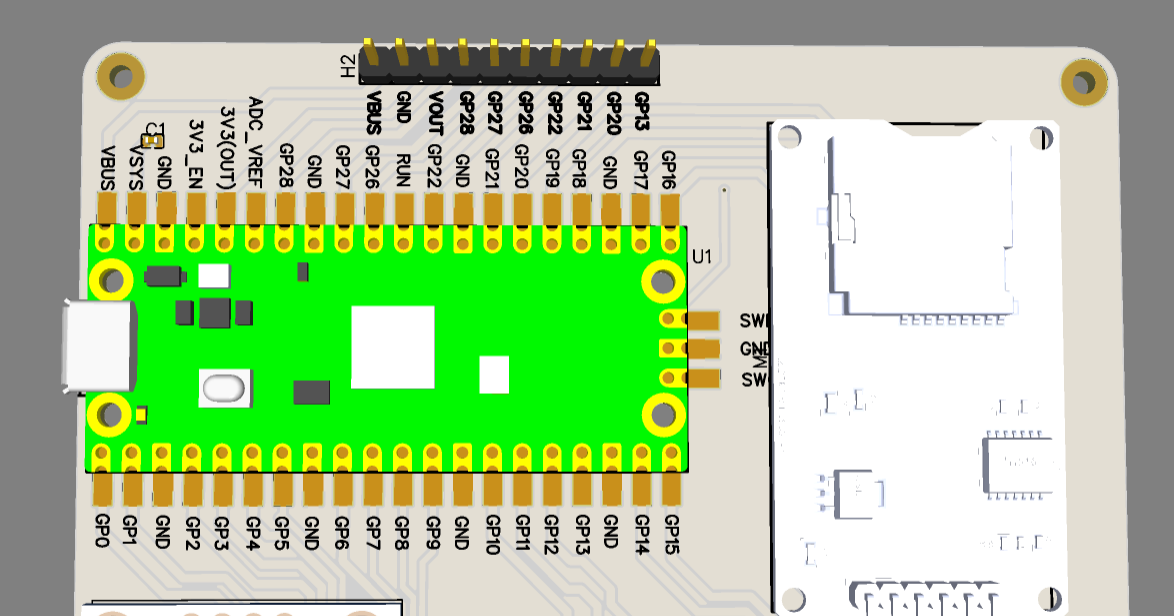 H2
VBUS
GND
VOUT
GP28
GP27
GP26
GP22
GP21
GP20
GP13
C1
VBUS
VSYS
GND
3V3_EN
3V3(OUT)
ADC_VREF
GP28
GND
GP27
GP26
RUN
GP22
GND
GP21
GP20
GP19
GP18
GND
GP17
GP16
U1
GND
GP0
GP1
GND
GP2
GP3
GP4
GP5
GND
GP6
GP7
GP8
GP9
GND
GP10
GP11
GP12
GP13
GND
GP14
GP15